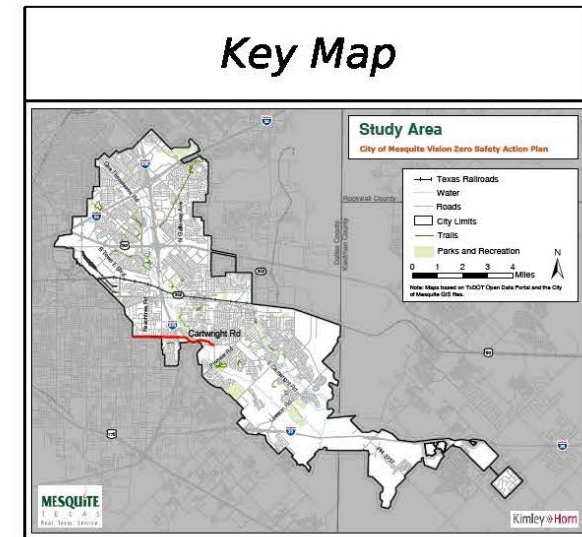 Key Map
Study Area
City of Mesquite Vision Zero Safety Action Plan
Texas Railroads
Water
Roads
City Limits
Trails
Parks and Recreation
0 1 2 3 4
Miles
N
Note: Maps based on TxDOT Open Data Portal and the City
of Mesquite GIS files.
Rockwall County
Dallas County
Kaufman County
Cartwright Rd
MESQUITE
T E X A S
Real Texas. Service.
Kimley»Horn